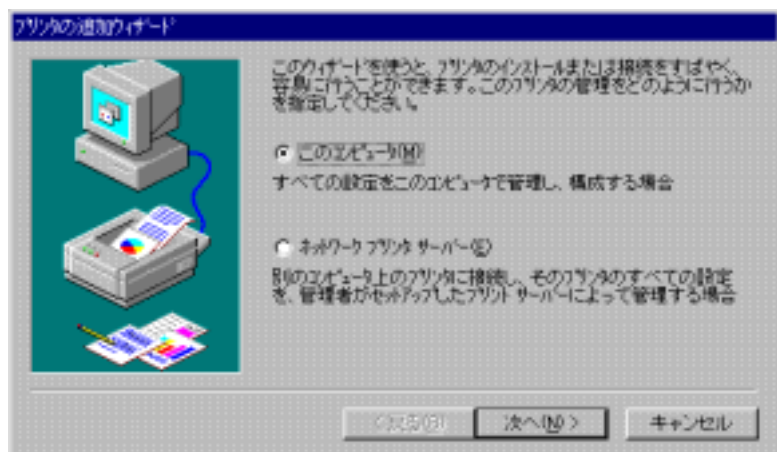 プリンタの追加ウィザード
このウィザードを使うと、プリンタのインストールまたは接続をすばやく、
容易に行うことができます。このプリンタの管理をどのように行うか
を指定してください。
このコンピュータ(M)
すべての設定をこのコンピュータで管理し、構成する場合
ネットワーク プリンタ サーバー(E)
別のコンピュータ上のプリンタに接続し、そのプリンタのすべての設定
を、管理者がセットアップしたプリント サーバーによって管理する場合
< 戻る(B)
次へ(N) >
キャンセル